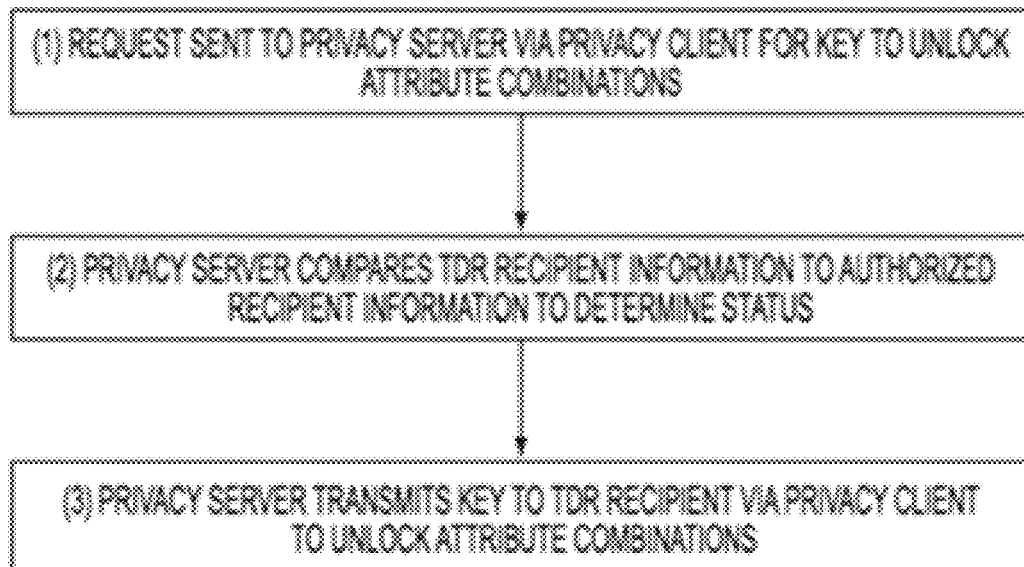 (1) REQUEST SENT TO PRIVACY SERVER VIA PRIVACY CLIENT FOR KEY TO UNLOCK
ATTRIBUTE COMBINATIONS
(2) PRIVACY SERVER COMPARES TDR RECIPIENT INFORMATION TO AUTHORIZED
RECIPIENT INFORMATION TO DETERMINE STATUS
(3) PRIVACY SERVER TRANSMITS KEY TO TDR RECIPIENT VIA PRIVACY CLIENT
TO UNLOCK ATTRIBUTE COMBINATIONS